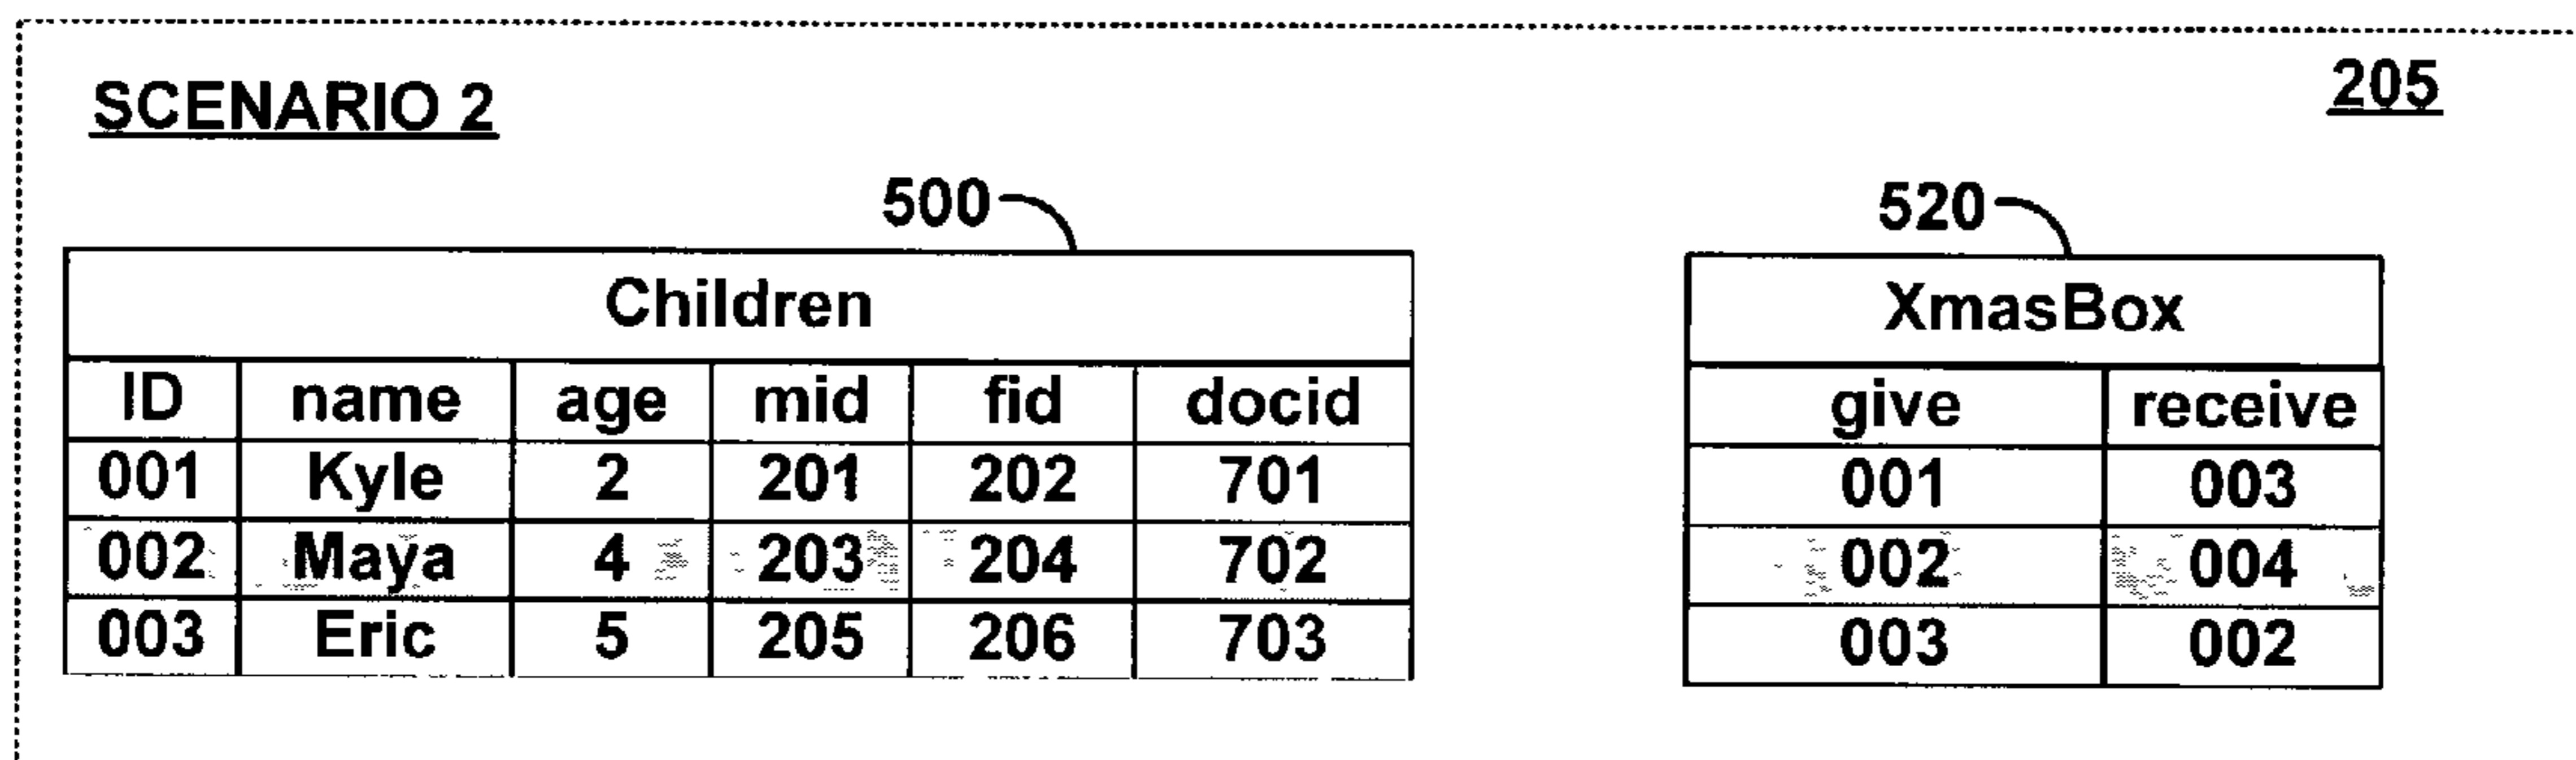 SCENARIO 2 205
500 520
Children XmasBox
ID name age mid fid docid give receive
001 Kyle 2 201 202 701 001 003
002 Maya 4 203 204 702 002 004
003 Eric 5 205 206 703 003 002